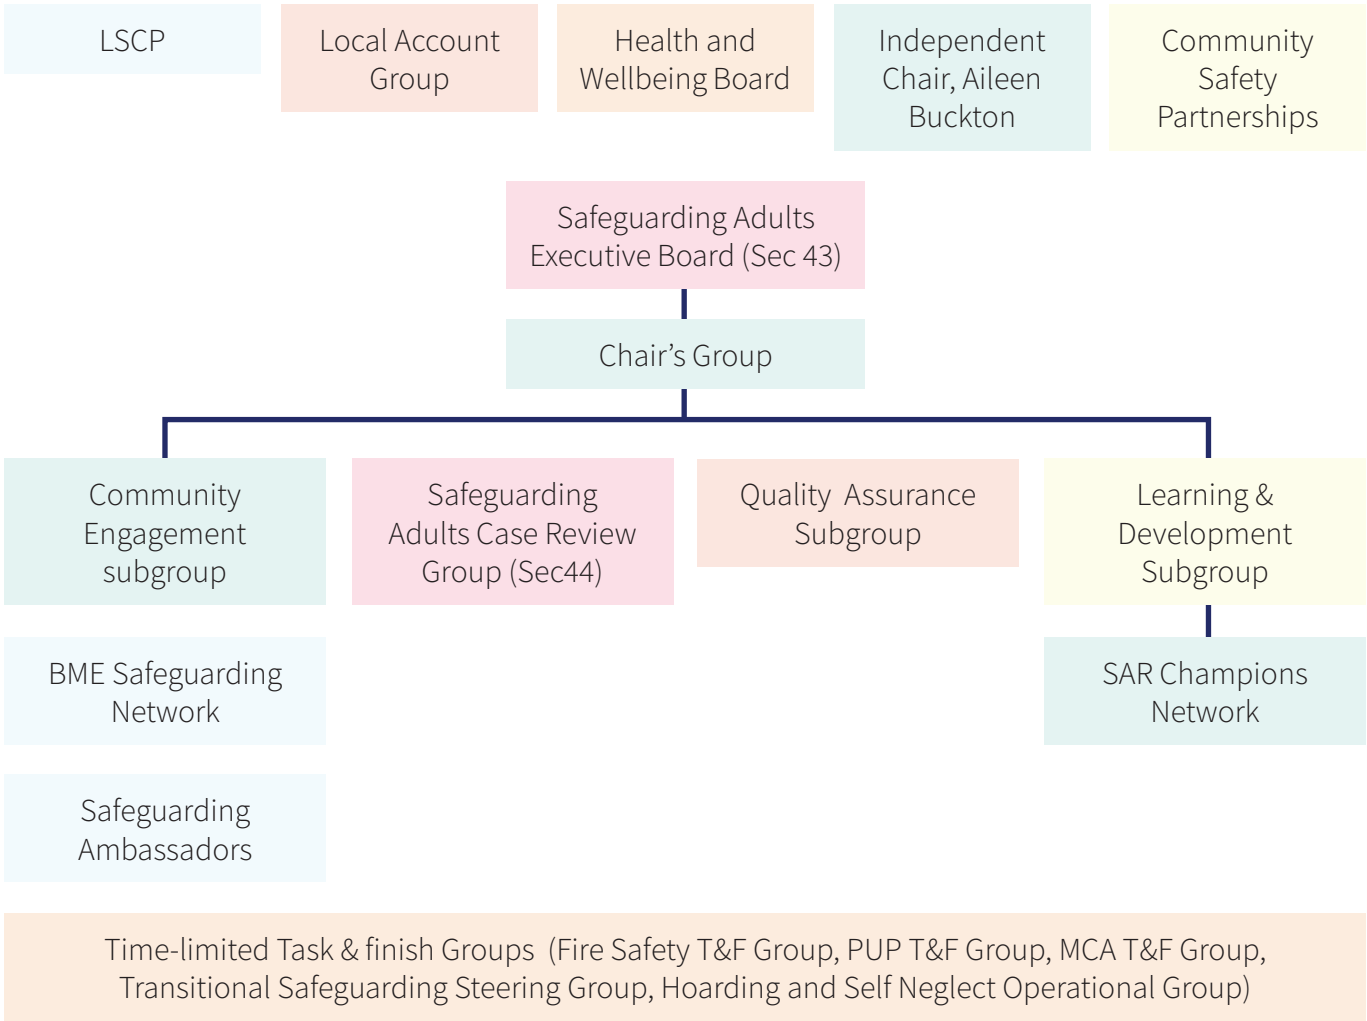 LSCP
Local Account
Group
Health and
Wellbeing Board
Independent
Chair, Aileen
Buckton
Community
Safety
Partnerships
Safeguarding Adults
Executive Board (Sec 43)
Chair’s Group
Community
Engagement
subgroup
Safeguarding
Adults Case Review
Group (Sec44)
Quality Assurance
Subgroup
Learning &
Development
Subgroup
BME Safeguarding
Network
SAR Champions
Network
Safeguarding
Ambassadors
Time-limited Task & finish Groups (Fire Safety T&F Group, PUP T&F Group, MCA T&F Group,
Transitional Safeguarding Steering Group, Hoarding and Self Neglect Operational Group)